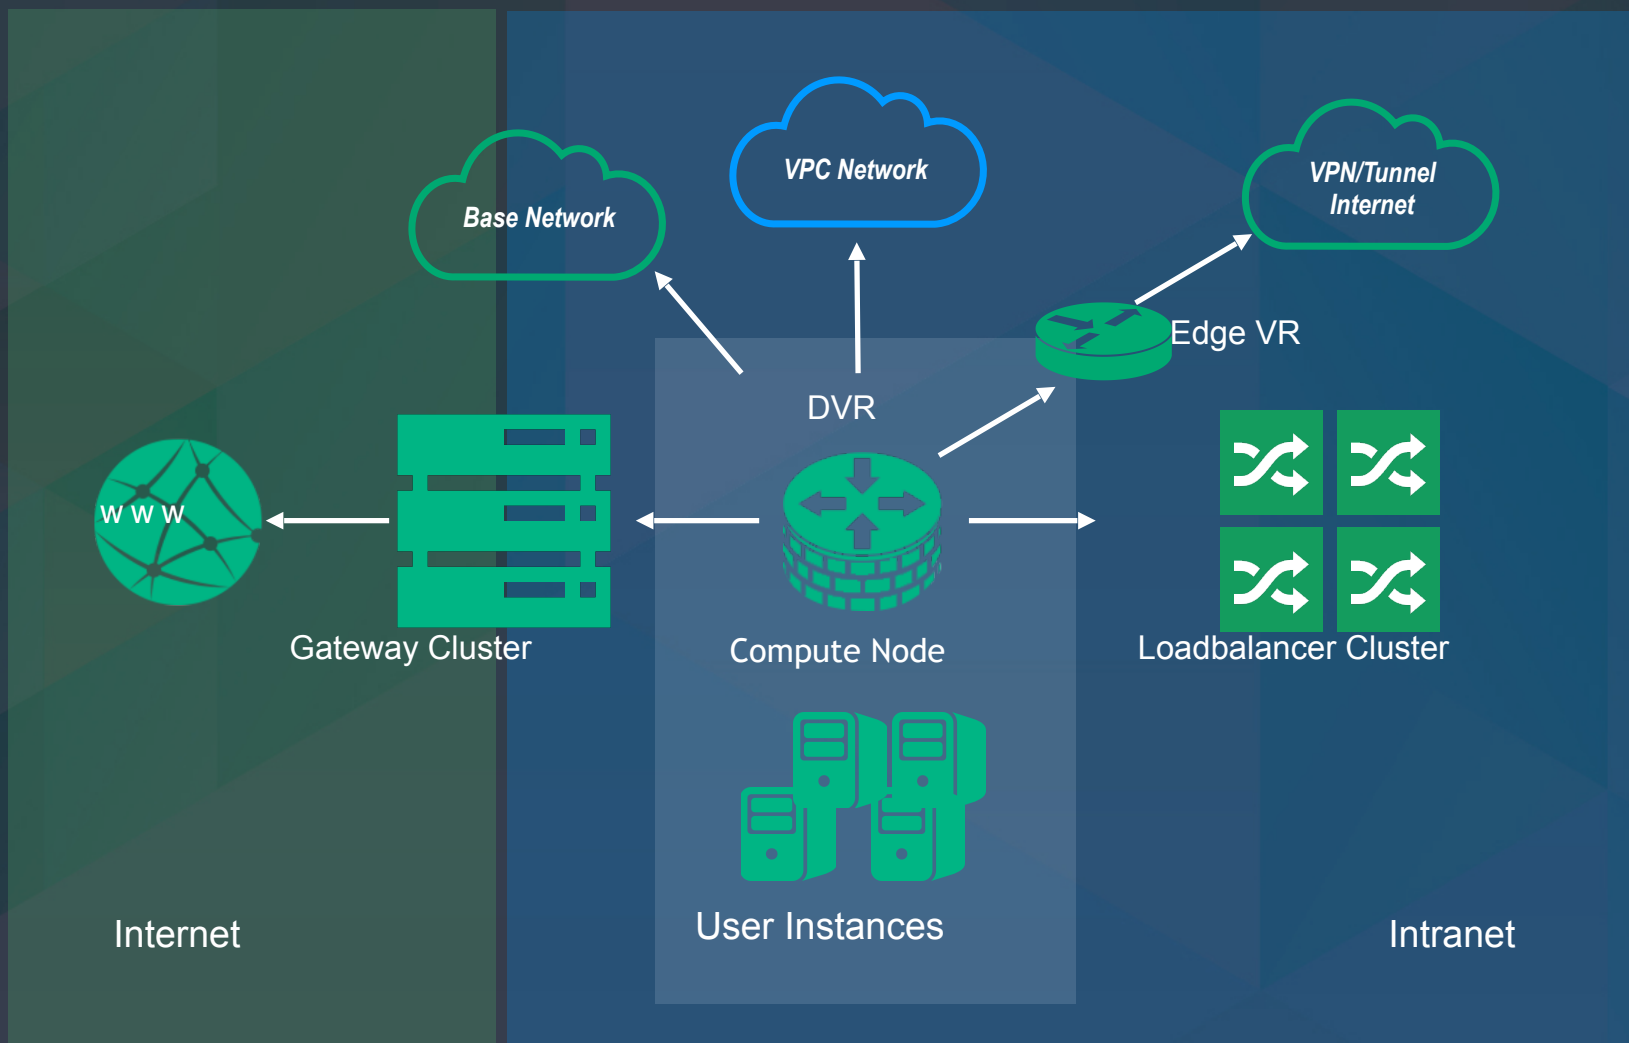 VPC Network
VPN/Tunnel
Internet
Base Network
Edge VR
DVR
W W W
Gateway Cluster
Compute Node
Loadbalancer Cluster
User Instances
Internet
Intranet